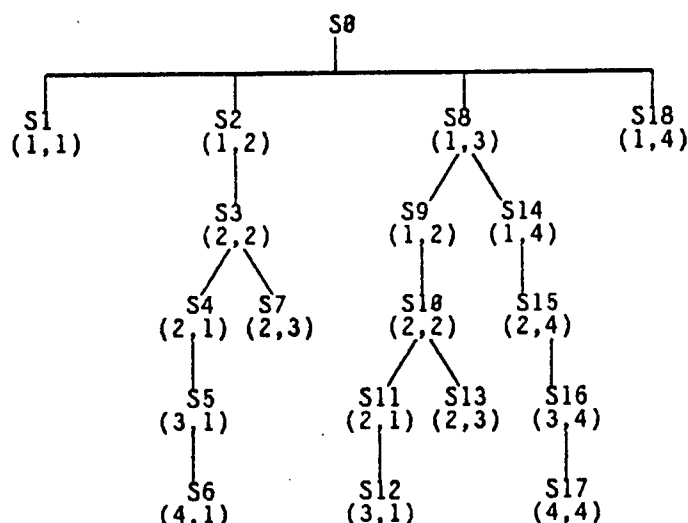 S0
S1 S2 S8 S18
(1,1) (1,2) (1,3) (1,4)
S3 S9 S14
(2,2) (1,2) (1,4)
S4 S7 S10 S15
(2,1) (2,3) (2,2) (2,4)
S5 S11 S13 S16
(3,1) (2,1) (2,3) (3,4)
S6 S12 S17
(4,1) (3,1) (4,4)